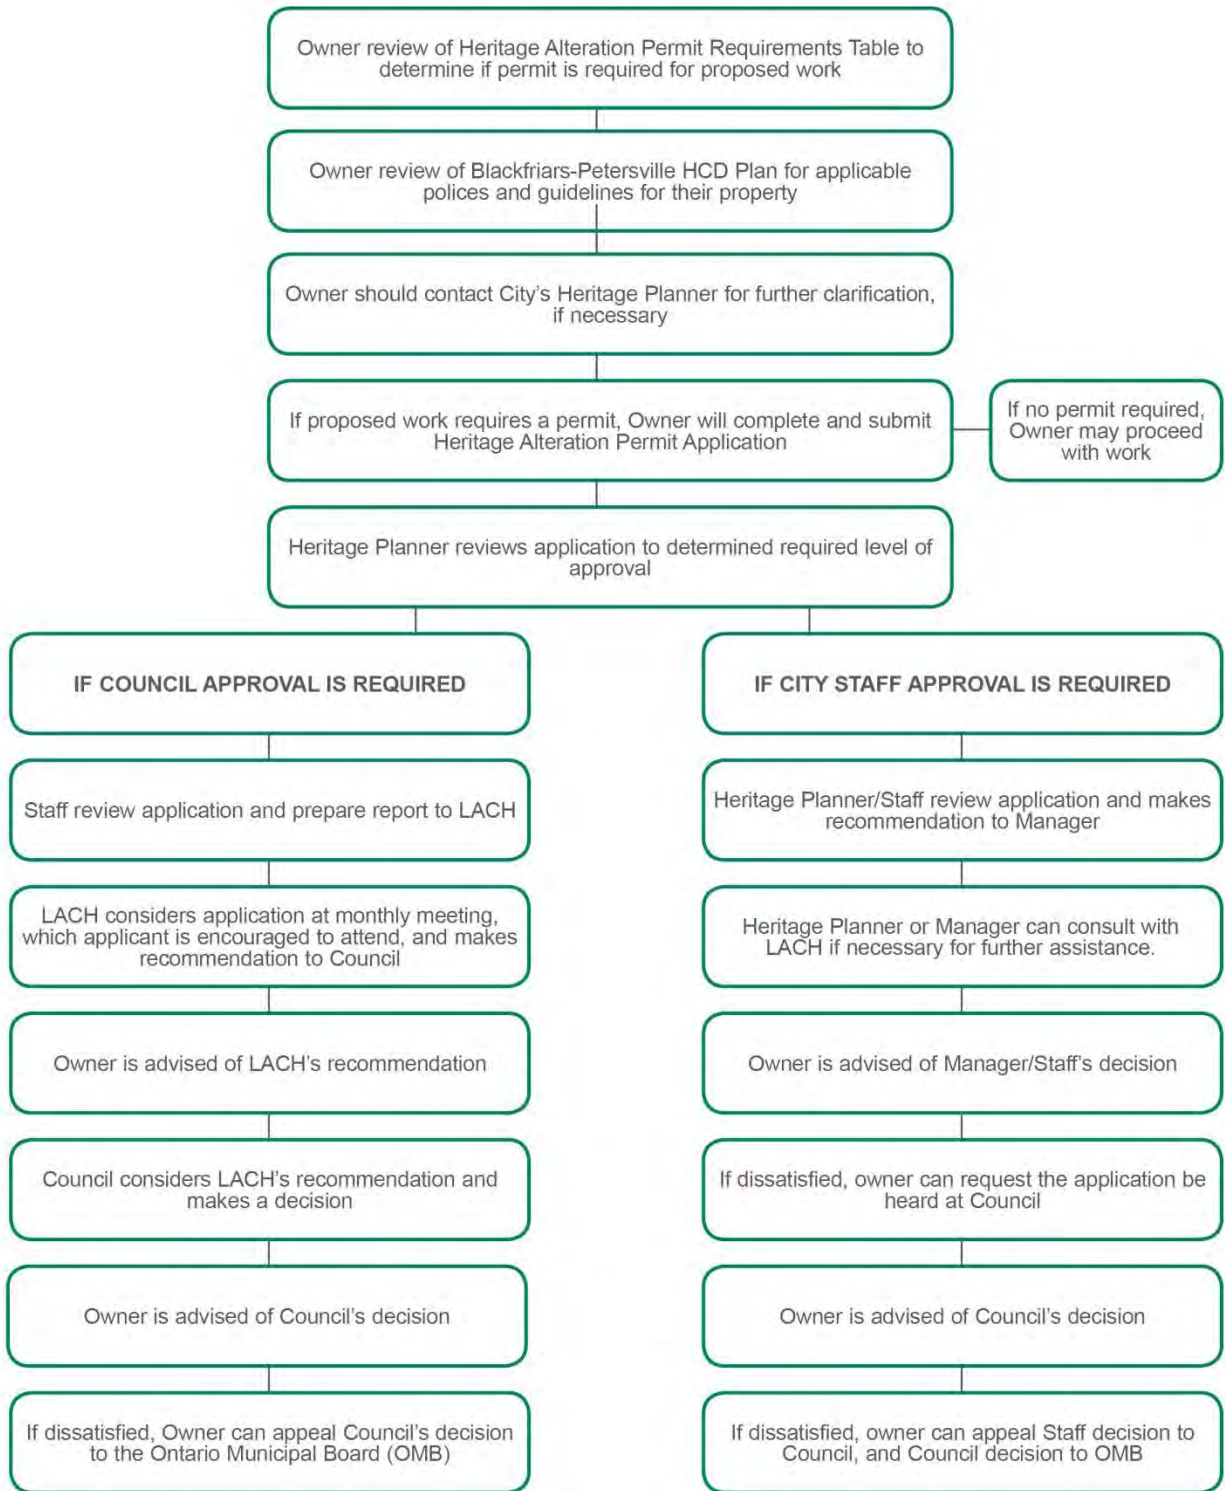 Owner review of Heritage Alteration Permit Requirements Table to
determine if permit is required for proposed work
Owner review of Blackfriars-Petersville HCD Plan for applicable
polices and guidelines for their property
Owner should contact City's Heritage Planner for further clarification,
if necessary
If proposed work requires a permit, Owner will complete and submit
Heritage Alteration Permit Application
If no permit required,
Owner may proceed
with work
Heritage Planner reviews application to determined required level of
approval
IF COUNCIL APPROVAL IS REQUIRED
Staff review application and prepare report to LACH
LACH considers application at monthly meeting,
which applicant is encouraged to attend, and makes
recommendation to Council
Owner is advised of LACH's recommendation
Council considers LACH's recommendation and
makes a decision
Owner is advised of Council's decision
If dissatisfied, Owner can appeal Council's decision
to the Ontario Municipal Board (OMB)
IF CITY STAFF APPROVAL IS REQUIRED
Heritage Planner/Staff review application and makes
recommendation to Manager
Heritage Planner or Manager can consult with
LACH if necessary for further assistance.
Owner is advised of Manager/Staff's decision
If dissatisfied, owner can request the application be
heard at Council
Owner is advised of Council's decision
If dissatisfied, owner can appeal Staff decision to
Council, and Council decision to OMB